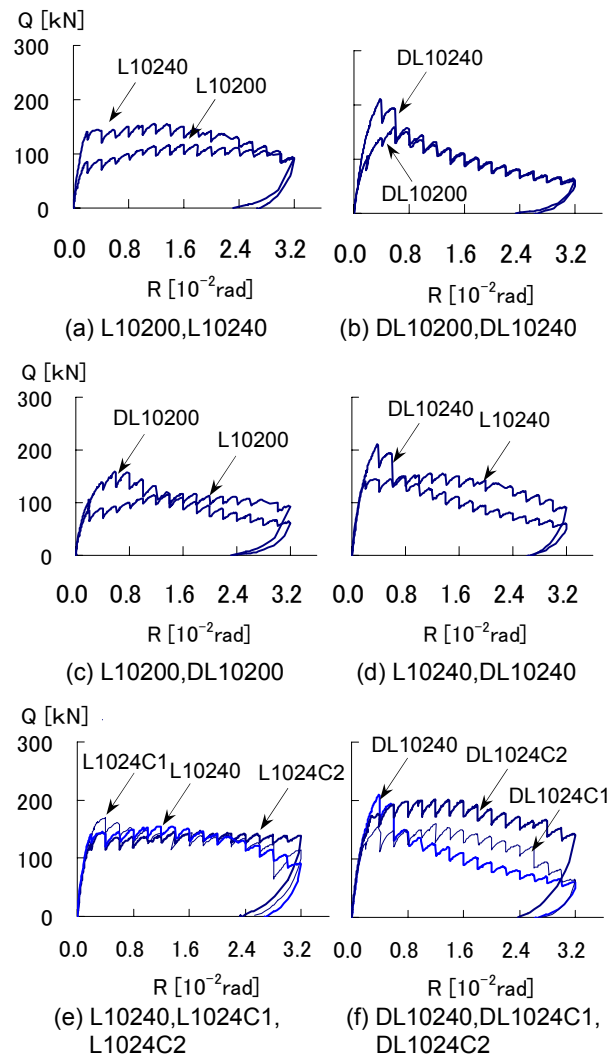 Q [kN]
300
200
100
0
L10240
L10200
0.0 0.8 1.6 2.4 3.2
R [10⁻²rad]
(a) L10200,L10240
DL10240
DL10200
0.0 0.8 1.6 2.4 3.2
R [10⁻²rad]
(b) DL10200,DL10240
Q [kN]
300
200
100
0
DL10200
L10200
0.0 0.8 1.6 2.4 3.2
R [10⁻²rad]
(c) L10200,DL10200
DL10240
L10240
0.0 0.8 1.6 2.4 3.2
R [10⁻²rad]
(d) L10240,DL10240
Q [kN]
300
200
100
0
L1024C1
L10240
L1024C2
0.0 0.8 1.6 2.4 3.2
R [10⁻²rad]
(e) L10240,L1024C1,
L1024C2
300
200
100
0
DL10240
DL1024C2
DL1024C1
0.0 0.8 1.6 2.4 3.2
R [10⁻²rad]
(f) DL10240,DL1024C1,
DL1024C2